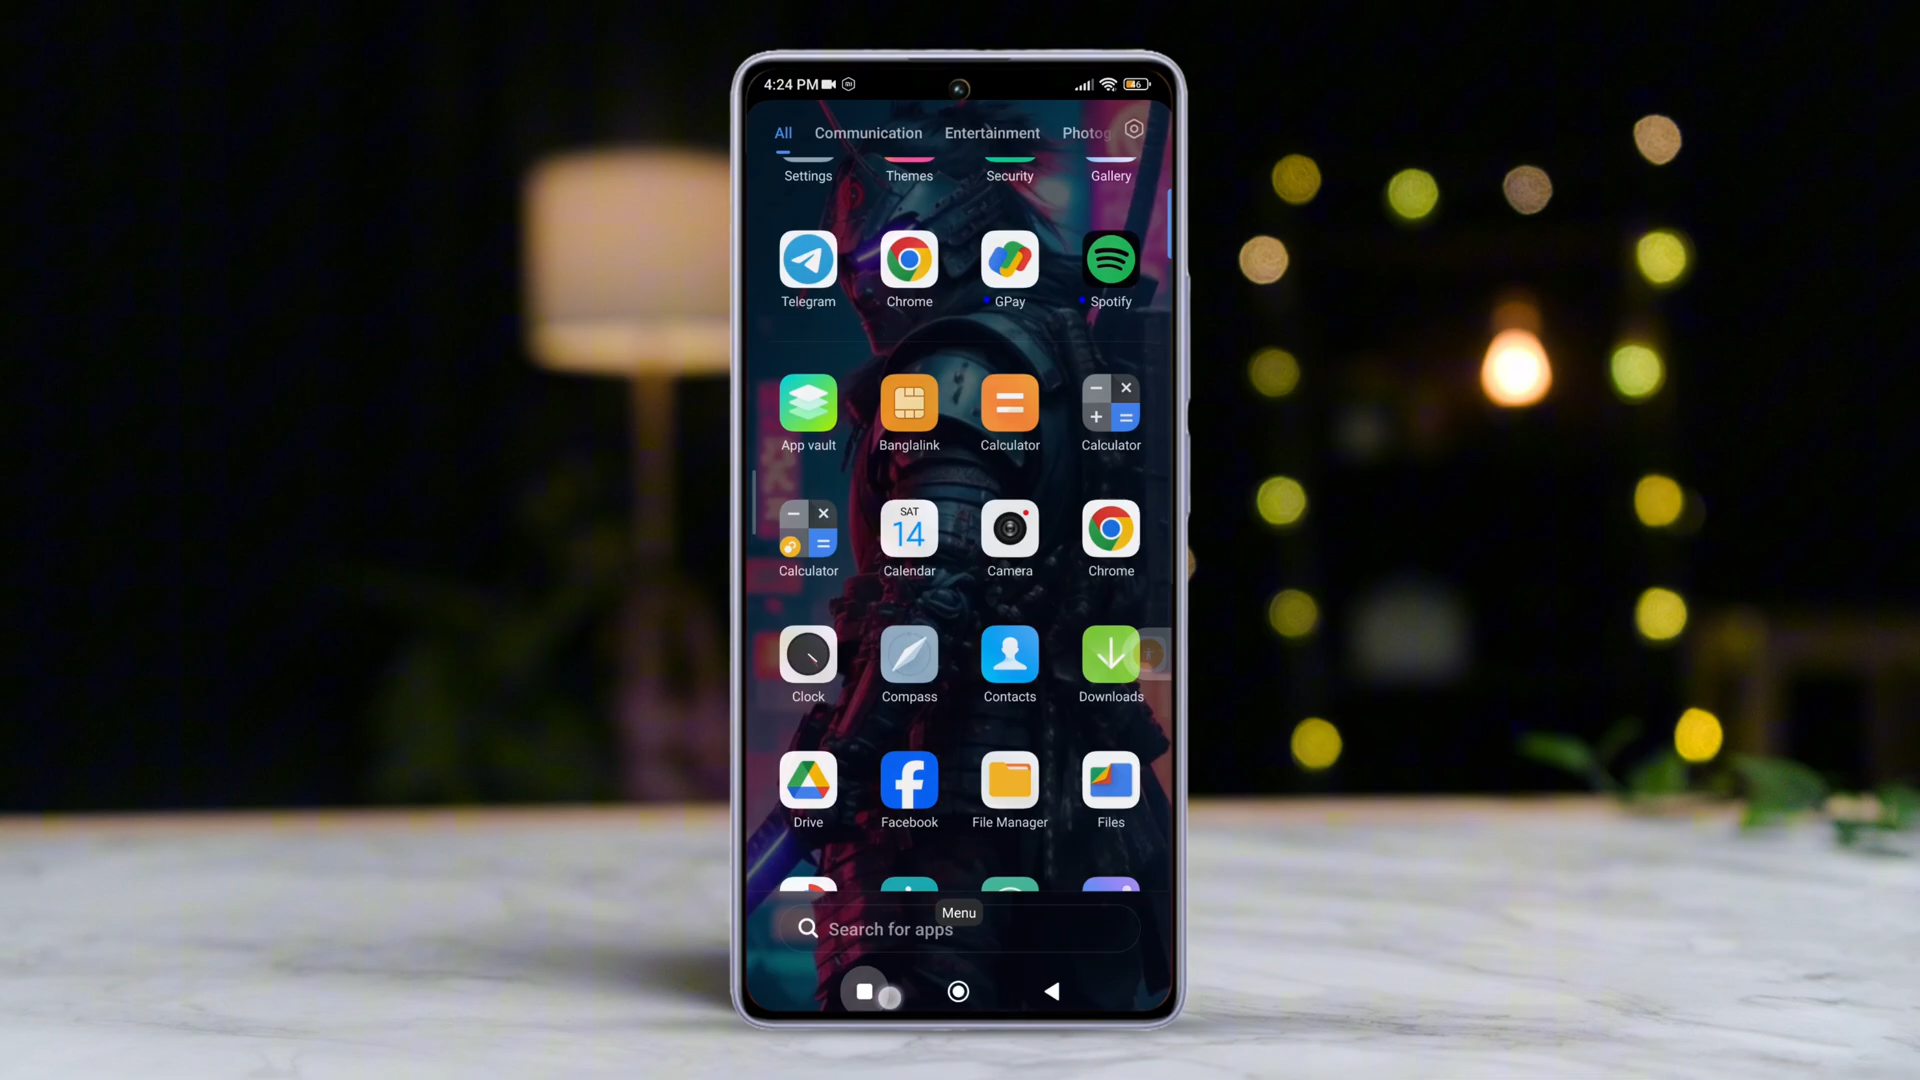 4:24 PM 46
All Communication Entertainment Photog
Settings Themes Security Gallery
Telegram Chrome GPay Spotify
App vault Banglalink Calculator Calculator
SAT
14
Calculator Calendar Camera Chrome
Clock Compass Contacts Downloads
Drive Facebook File Manager Files
Menu
Search for apps